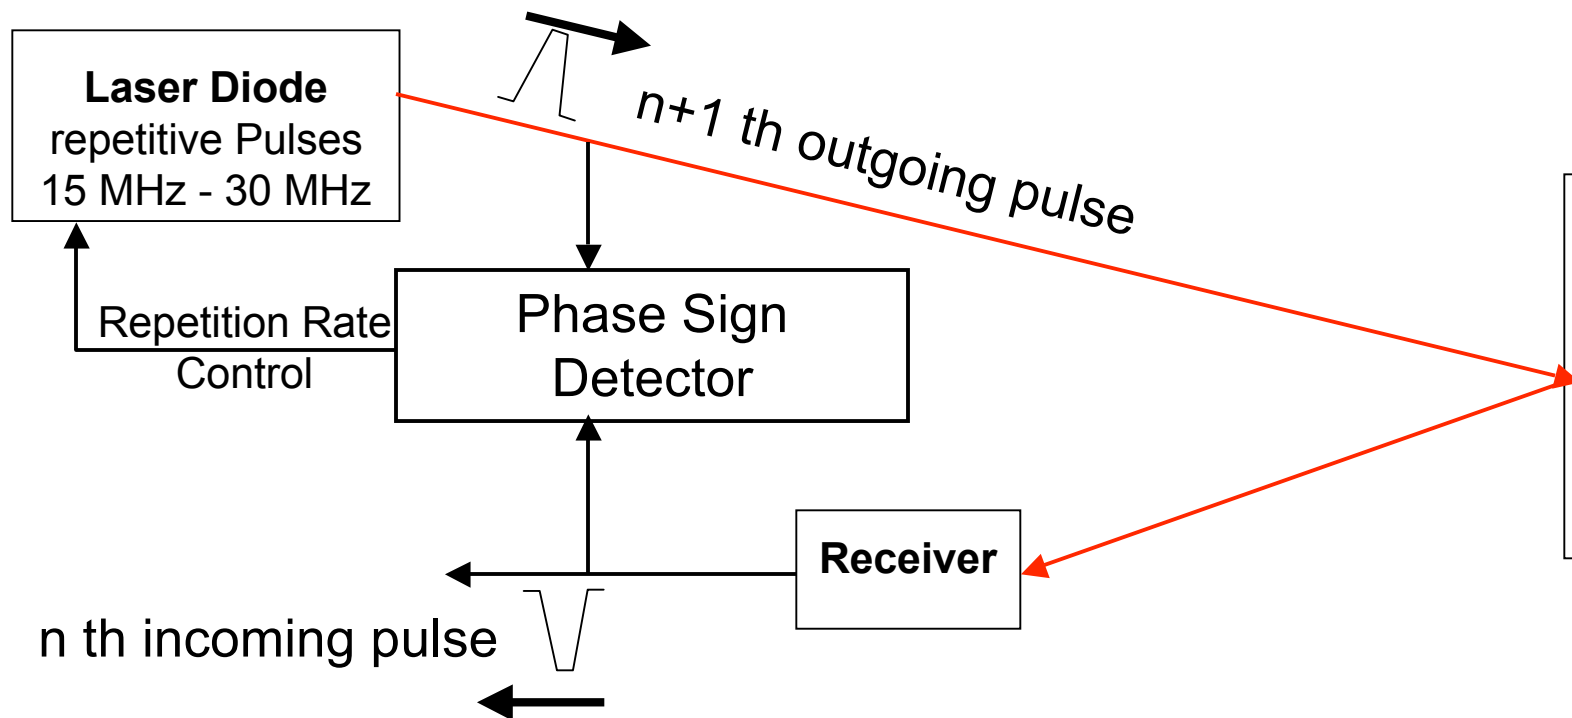 Laser Diode
repetitive Pulses
15 MHz - 30 MHz
n+1 th outgoing pulse
Repetition Rate
Control
Phase Sign
Detector
Receiver
n th incoming pulse